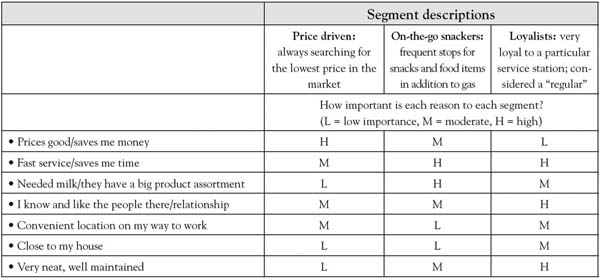 Segment descriptions
Price driven: always searching for the lowest price in the market
On-the-go snackers: frequent stops for snacks and food items in addition to gas
Loyalists: very loyal to a particular service station; considered a “regular”
How important is each reason to each segment?
(L = low importance, M = moderate, H = high)
• Prices good/saves me money H M L
• Fast service/saves me time M H H
• Needed milk/they have a big product assortment L H M
• I know and like the people there/relationship M M H
• Convenient location on my way to work M L M
• Close to my house L L M
• Very neat, well maintained L M H